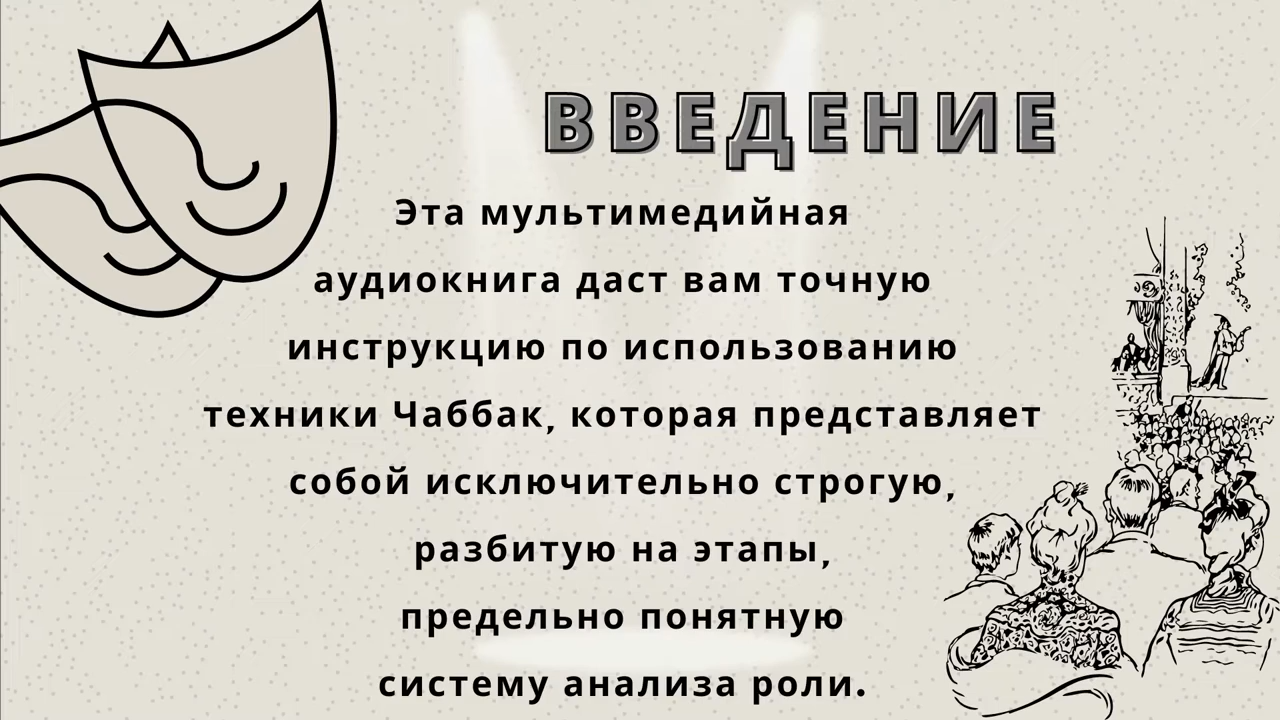 ВВЕДЕНИЕ
Эта мультимедийная
аудиокнига даст вам точную
инструкцию по использованию
техники Чаббак, которая представляет
собой исключительно строгую,
разбитую на этапы,
предельно понятную
систему анализа роли.